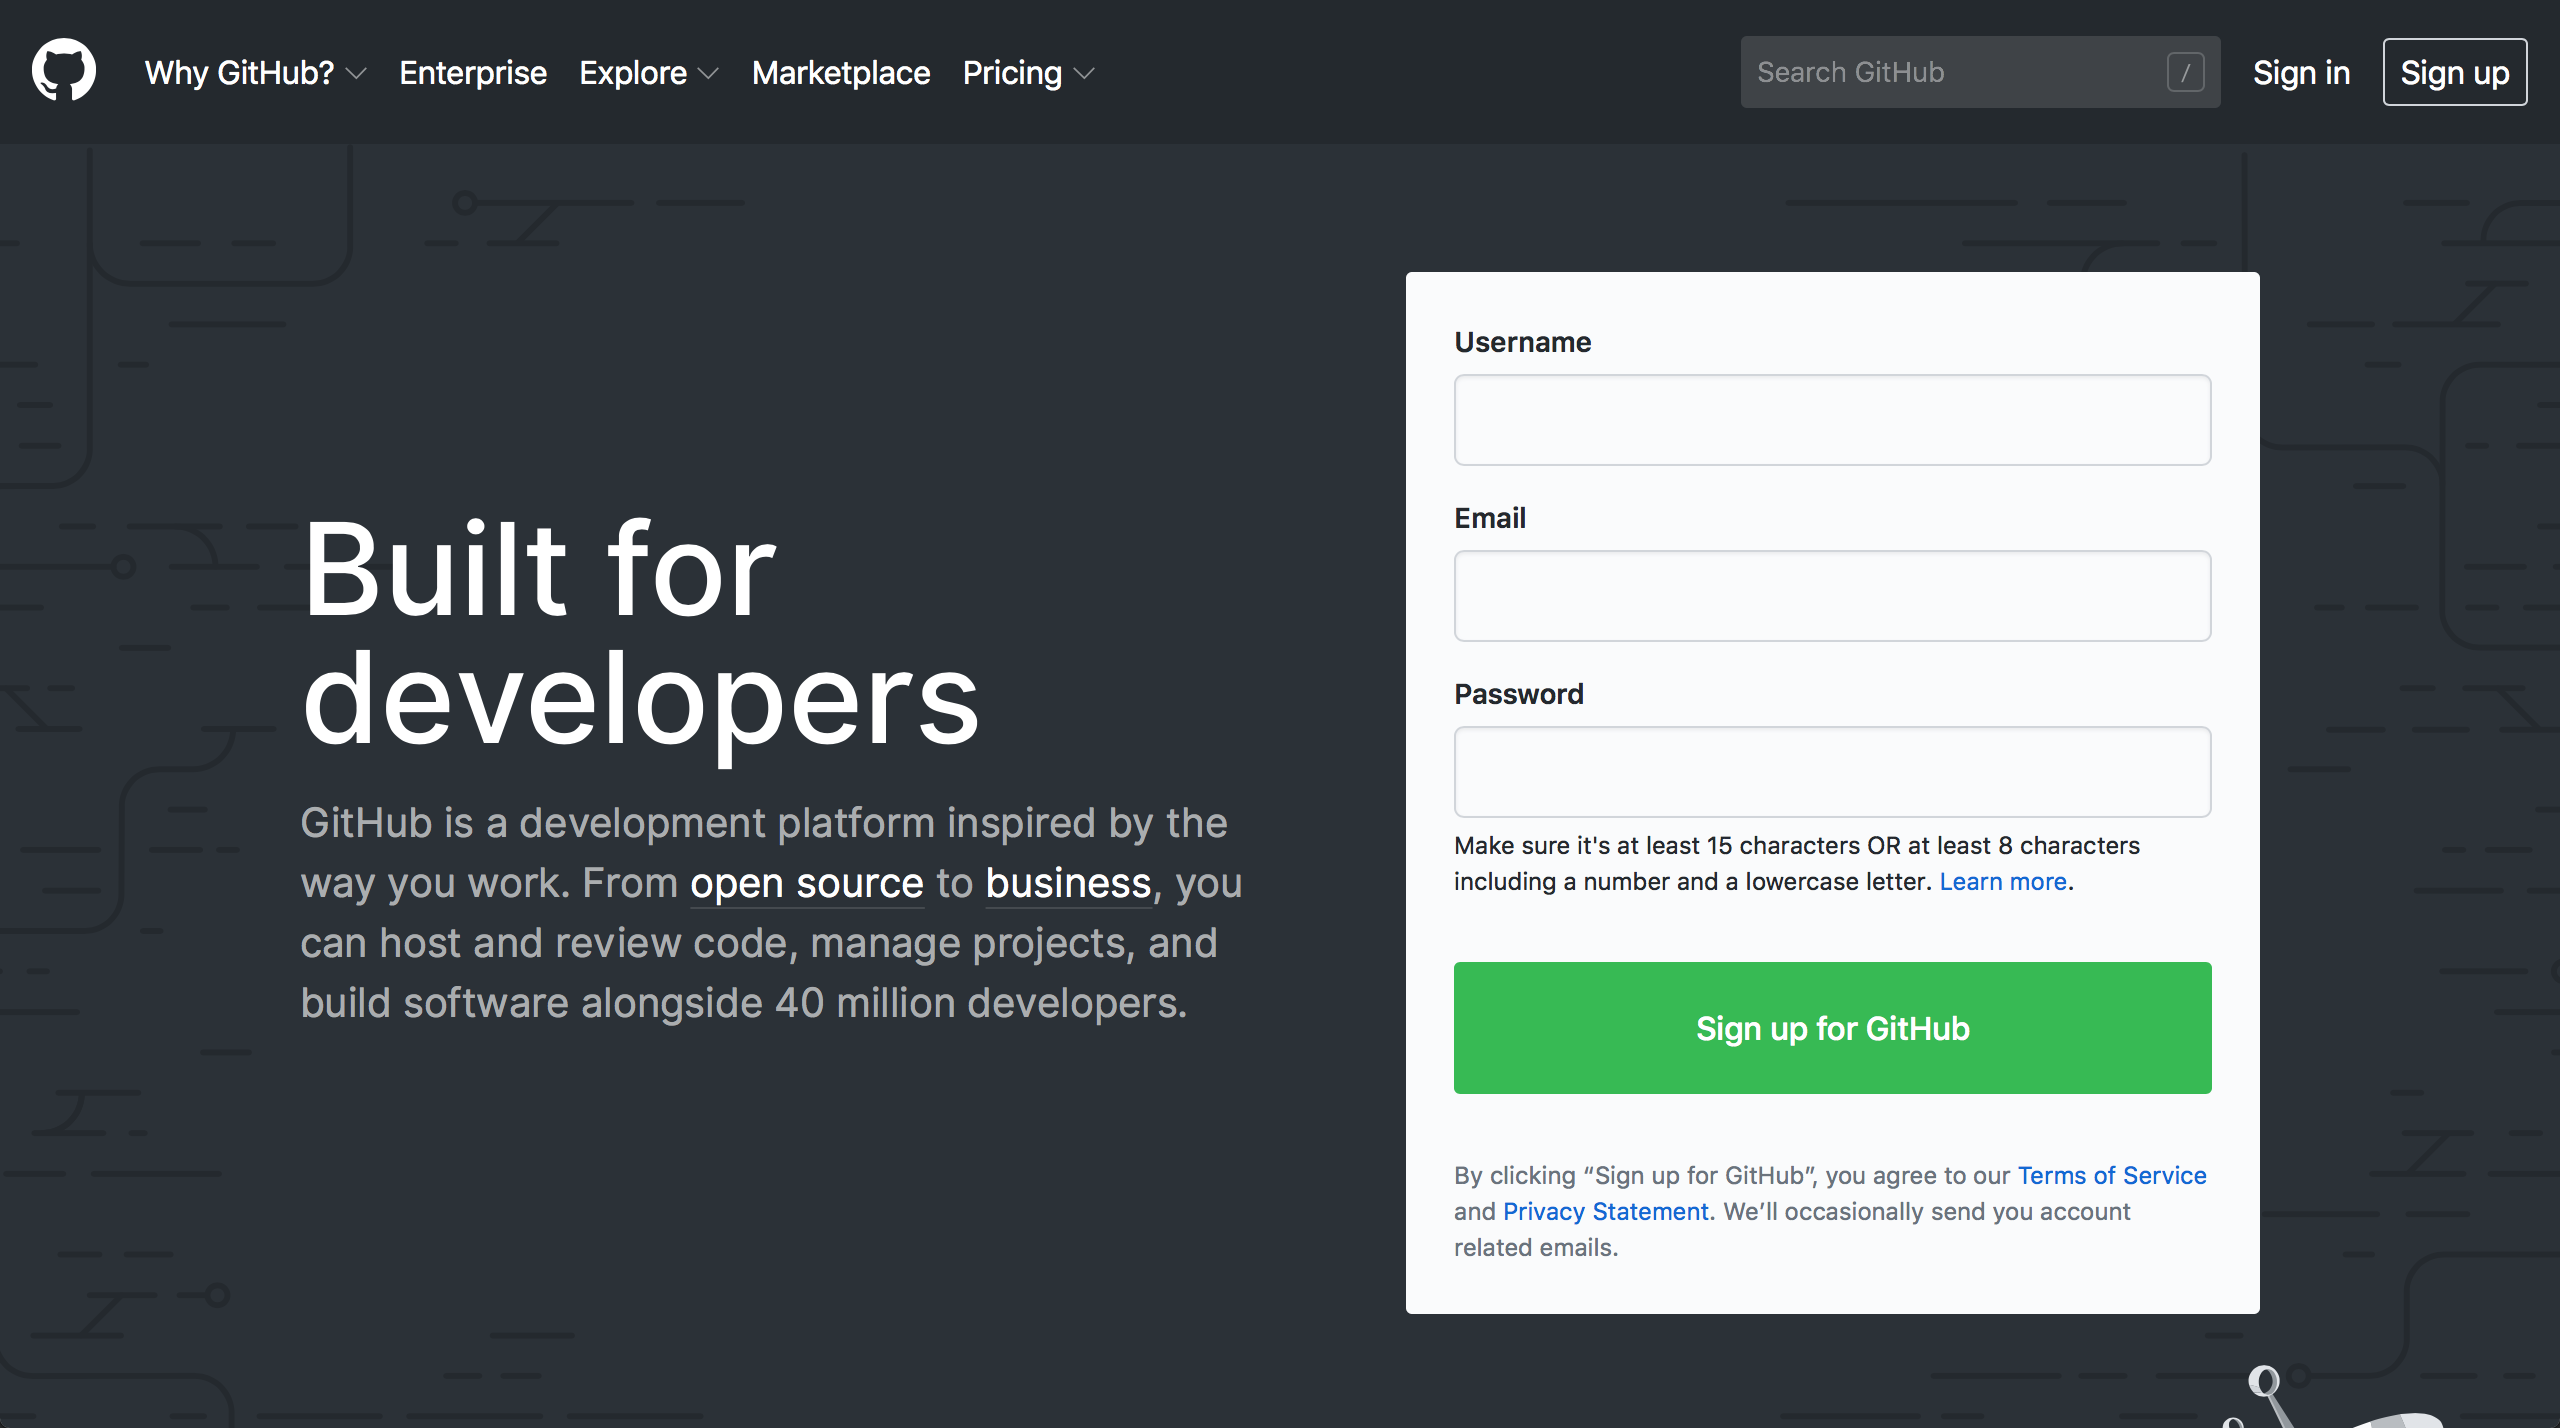 Why GitHub? Enterprise Explore Marketplace Pricing Search GitHub / Sign in Sign up
Built for
developers
GitHub is a development platform inspired by the
way you work. From open source to business, you
can host and review code, manage projects, and
build software alongside 40 million developers.
Username
Email
Password
Make sure it's at least 15 characters OR at least 8 characters
including a number and a lowercase letter. Learn more.
Sign up for GitHub
By clicking “Sign up for GitHub”, you agree to our Terms of Service
and Privacy Statement. We’ll occasionally send you account
related emails.